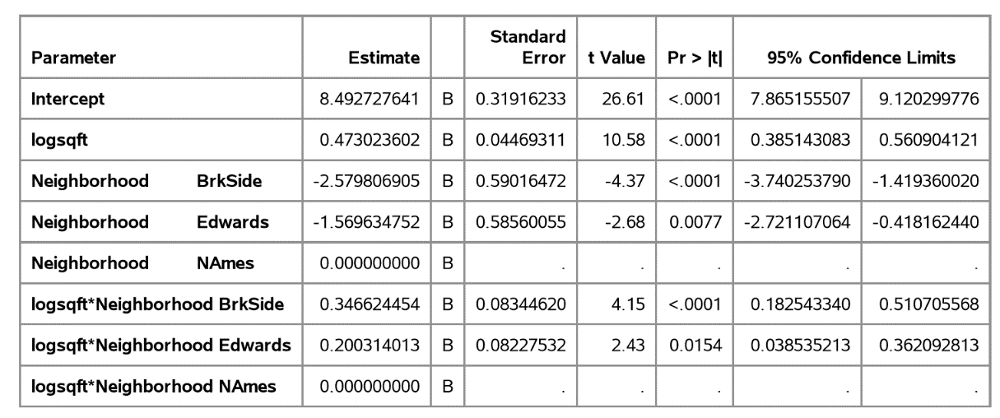 Parameter Estimate Standard Error t Value Pr > |t| 95% Confidence Limits
Intercept 8.492727641 B 0.31916233 26.61 <.0001 7.865155507 9.120299776
logsqft 0.473023602 B 0.04469311 10.58 <.0001 0.385143083 0.560904121
Neighborhood BrkSide -2.579806905 B 0.59016472 -4.37 <.0001 -3.740253790 -1.419360020
Neighborhood Edwards -1.569634752 B 0.58560055 -2.68 0.0077 -2.721107064 -0.418162440
Neighborhood NAmes 0.000000000 B . . . . .
logsqft*Neighborhood BrkSide 0.346624454 B 0.08344620 4.15 <.0001 0.182543340 0.510705568
logsqft*Neighborhood Edwards 0.200314013 B 0.08227532 2.43 0.0154 0.038535213 0.362092813
logsqft*Neighborhood NAmes 0.000000000 B . . . . .